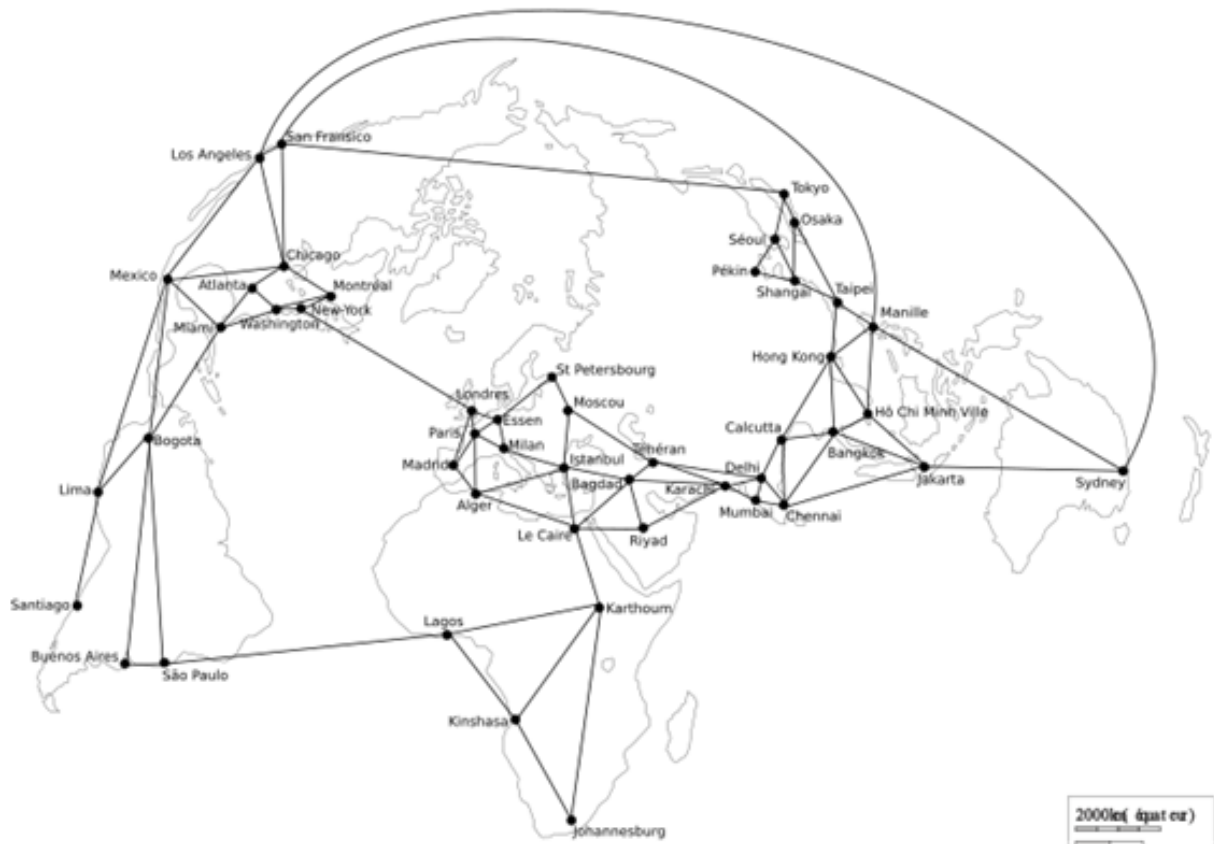 San Fransico
Los Angeles
Tokyo
Osaka
Séoul
Chicago
Mexico
Pékin
Atlanta
Montréal
Shangai
Taipei
New-York
Miami
Washington
Manille
Hong Kong
St Petersbourg
Londres
Moscou
Hô Chi Minh Ville
Essen
Paris
Calcutta
Bogota
Milan
Téhéran
Bangkok
Madrid
Istanbul
Delhi
Bagdad
Karachi
Jakarta
Sydney
Lima
Alger
Mumbai
Chennai
Le Caire
Riyad
Santiago
Karthoum
Lagos
Buenos Aires
São Paulo
Kinshasa
2000km( équateur)
Johannesburg